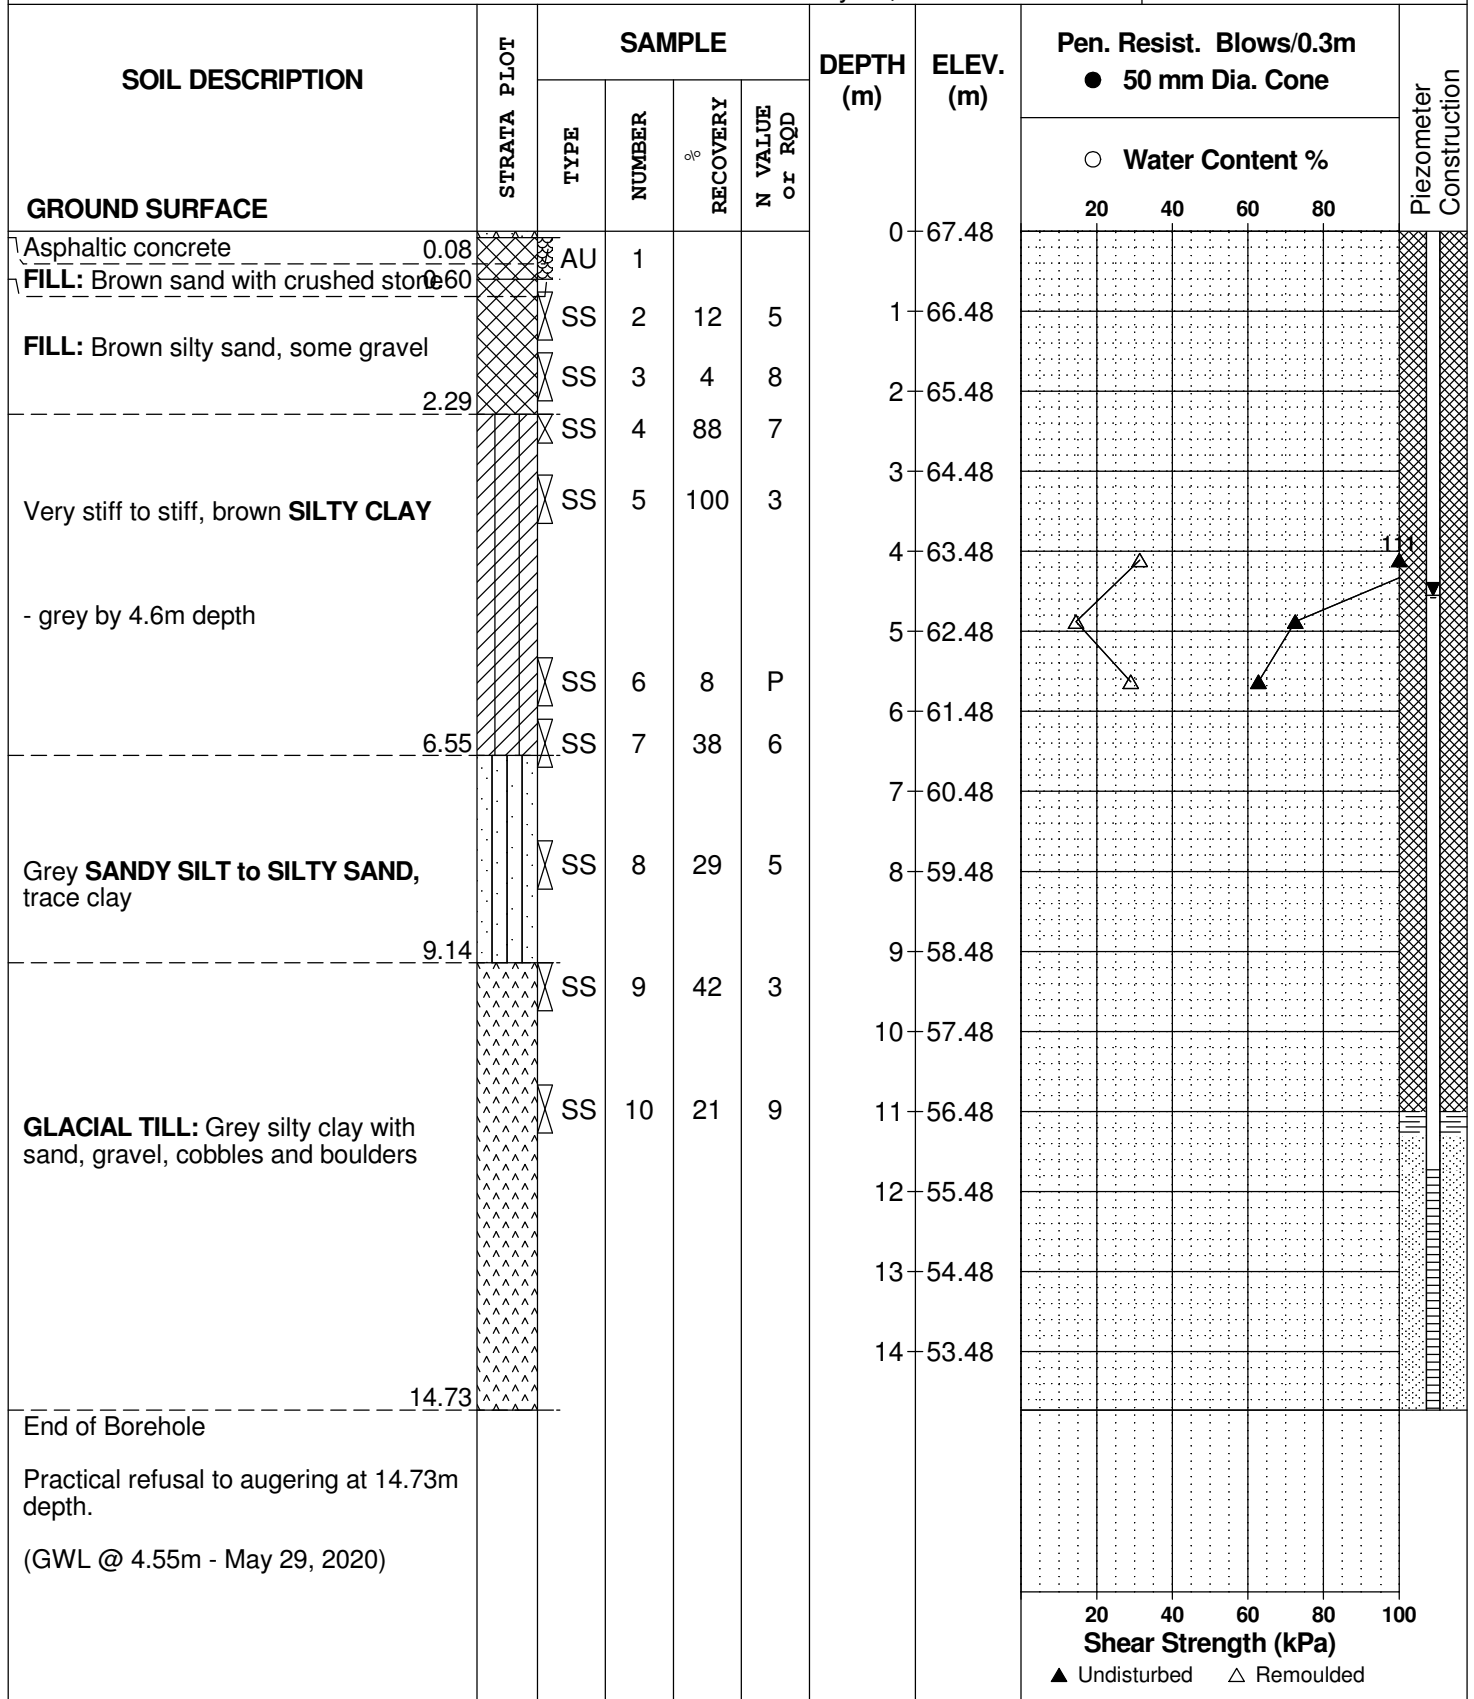 SOIL DESCRIPTION
GROUND SURFACE
STRATA PLOT
SAMPLE
TYPE
NUMBER
% RECOVERY
N VALUE or RQD
DEPTH (m)
ELEV. (m)
Pen. Resist. Blows/0.3m
● 50 mm Dia. Cone
○ Water Content %
20 40 60 80
Piezometer Construction
0 67.48
Asphaltic concrete 0.08
AU 1
FILL: Brown sand with crushed stone 0.60
1 66.48
SS 2 12 5
FILL: Brown silty sand, some gravel
SS 3 4 8
2 65.48
2.29
SS 4 88 7
3 64.48
SS 5 100 3
Very stiff to stiff, brown SILTY CLAY
4 63.48
111
- grey by 4.6m depth
5 62.48
SS 6 8 P
6 61.48
6.55
SS 7 38 6
7 60.48
SS 8 29 5
8 59.48
Grey SANDY SILT to SILTY SAND,
trace clay
9.14
9 58.48
SS 9 42 3
10 57.48
SS 10 21 9
11 56.48
GLACIAL TILL: Grey silty clay with
sand, gravel, cobbles and boulders
12 55.48
13 54.48
14 53.48
14.73
End of Borehole
Practical refusal to augering at 14.73m
depth.
(GWL @ 4.55m - May 29, 2020)
20 40 60 80 100
Shear Strength (kPa)
▲ Undisturbed △ Remoulded